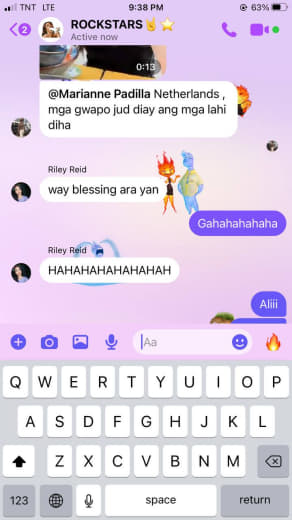 TNT LTE 9:38 PM 63%
2 ROCKSTARS🤘⭐
Active now
0:13
@Marianne Padilla Netherlands ,
mga gwapo jud diay ang mga lahi
diha
Riley Reid
way blessing ara yan
Gahahahahaha
Riley Reid
HAHAHAHAHAHAHAH
Aliii
Aa
Q W E R T Y U I O P
A S D F G H J K L
Z X C V B N M
123 space return